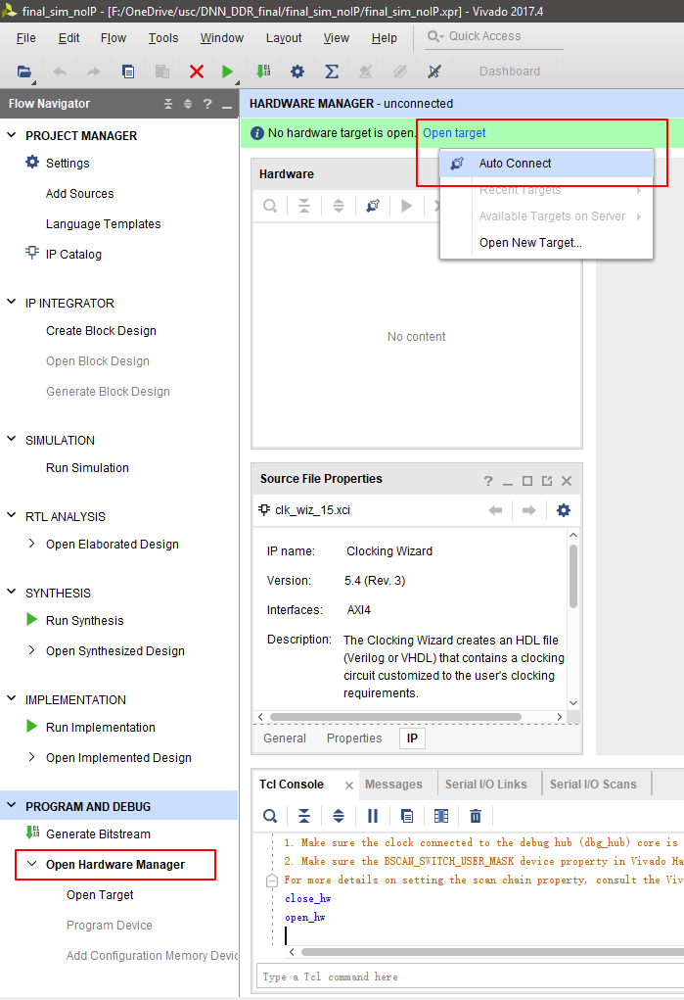 final_sim_noIP - [F:/OneDrive/usc/DNN_DDR_final/final_sim_noIP/final_sim_noIP.xpr] - Vivado 2017.4
File Edit Flow Tools Window Layout View Help Quick Access
Dashboard
Flow Navigator
PROJECT MANAGER
Settings
Add Sources
Language Templates
IP Catalog
IP INTEGRATOR
Create Block Design
Open Block Design
Generate Block Design
SIMULATION
Run Simulation
RTL ANALYSIS
Open Elaborated Design
SYNTHESIS
Run Synthesis
Open Synthesized Design
IMPLEMENTATION
Run Implementation
Open Implemented Design
PROGRAM AND DEBUG
Generate Bitstream
Open Hardware Manager
Open Target
Program Device
Add Configuration Memory Devic
HARDWARE MANAGER - unconnected
No hardware target is open. Open target
Auto Connect
Recent Targets
Available Targets on Server
Open New Target...
Hardware
No content
Source File Properties
clk_wiz_15.xci
IP name: Clocking Wizard
Version: 5.4 (Rev. 3)
Interfaces: AXI4
Description: The Clocking Wizard creates an HDL file
(Verilog or VHDL) that contains a clocking
circuit customized to the user's clocking
requirements.
General Properties IP
Tcl Console Messages Serial I/O Links Serial I/O Scans
1. Make sure the clock connected to the debug hub (dbg_hub) core is
2. Make sure the BSCAN_SWITCH_USER_MASK device property in Vivado Ha
For more details on setting the scan chain property, consult the Viv
close_hw
open_hw
Type a Tcl command here